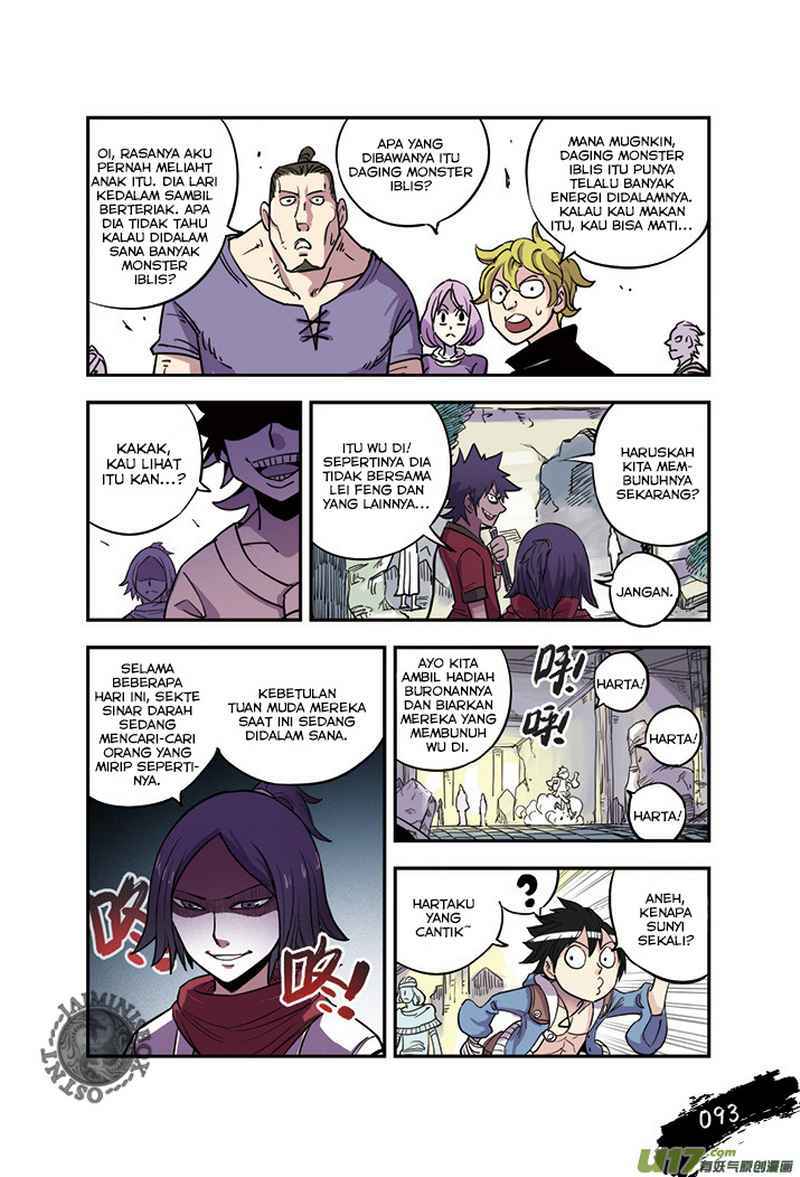 OI, RASANYA AKU
PERNAH MELIAHT
ANAK ITU. DIA LARI
KEDALAM SAMBIL
BERTERIAK. APA
DIA TIDAK TAHU
KALAU DIDALAM
SANA BANYAK
MONSTER
IBLIS?
APA YANG
DIBAWANYA ITU
DAGING MONSTER
IBLIS?
MANA MUGNKIN,
DAGING MONSTER
IBLIS ITU PUNYA
TELALU BANYAK
ENERGI DIDALAMNYA.
KALAU KAU MAKAN
ITU, KAU BISA MATI...
KAKAK,
KAU LIHAT
ITU KAN...?
ITU WU DI!
SEPERTINYA DIA
TIDAK BERSAMA
LEI FENG DAN
YANG LAINNYA...
HARUSKAH
KITA MEM-
BUNUHNYA
SEKARANG?
JANGAN.
SELAMA
BEBERAPA
HARI INI, SEKTE
SINAR DARAH
SEDANG
MENCARI-CARI
ORANG YANG
MIRIP SEPERTI-
NYA.
KEBETULAN
TUAN MUDA MEREKA
SAAT INI SEDANG
DIDALAM SANA.
咚!
咚!
AYO KITA
AMBIL HADIAH
BURONANNYA
DAN BIARKAN
MEREKA YANG
MEMBUNUH
WU DI.
HARTA!
HARTA!
HARTA!
HARTAKU
YANG
CANTIK~
?
ANEH,
KENAPA
SUNYI
SEKALI?
JAIMINI BOX
OSTNT
093
U17.com
有妖气原创漫画